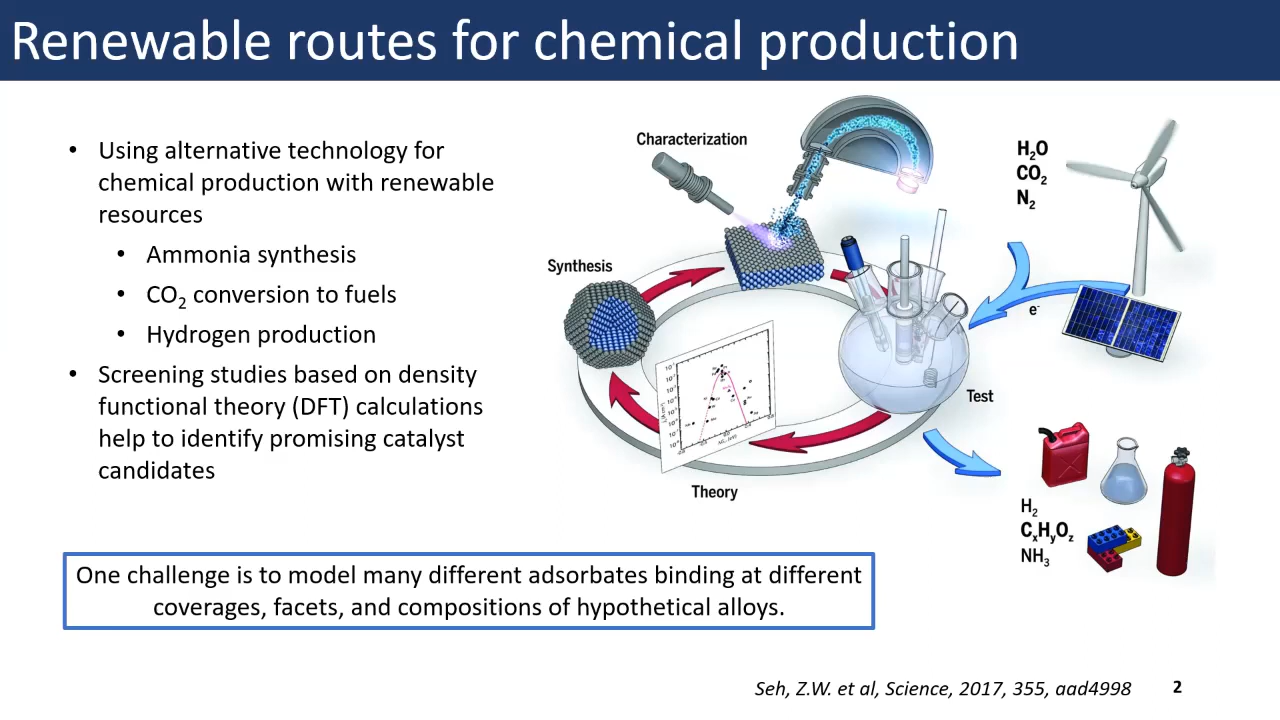 Renewable routes for chemical production
• Using alternative technology for
chemical production with renewable
resources
• Ammonia synthesis
• CO₂ conversion to fuels
• Hydrogen production
• Screening studies based on density
functional theory (DFT) calculations
help to identify promising catalyst
candidates
Characterization
Synthesis
Theory
Test
H₂O
CO₂
N₂
e⁻
H₂
CₓHᵧO𝓏
NH₃
One challenge is to model many different adsorbates binding at different
coverages, facets, and compositions of hypothetical alloys.
Seh, Z.W. et al, Science, 2017, 355, aad4998
2